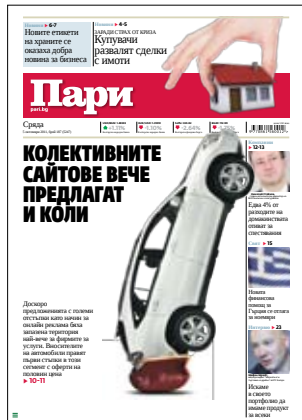 Новини ▶ 6-7
Новите етикети
на храните се
оказаха добра
новина за бизнеса
Новини ▶ 4-5
ЗАРАДИ СТРАХ ОТ КРИЗА
Купувачи
развалят сделки
с имоти
Пари
pari.bg
Сряда
КОЛЕКТИВНИТЕ
САЙТОВЕ ВЕЧЕ
ПРЕДЛАГАТ
И КОЛИ
Доскоро
предложенията с големи
отстъпки като начин за
онлайн реклама бяха
запазена територия
най-вече за фирмите за
услуги. Вносителите
на автомобили правят
първи стъпки в този
сегмент с оферти на
половин цена
▶ 10-11
▶ 12-13
Едва 4% от
разходите на
домакинствата
отиват за
спестявания
Свят ▶ 15
Новата
финансова
помощ за
Гърция се отлага
за ноември
Интервю ▶ 23
Искаме
в своето
портфолио да
имаме продукт
за всеки